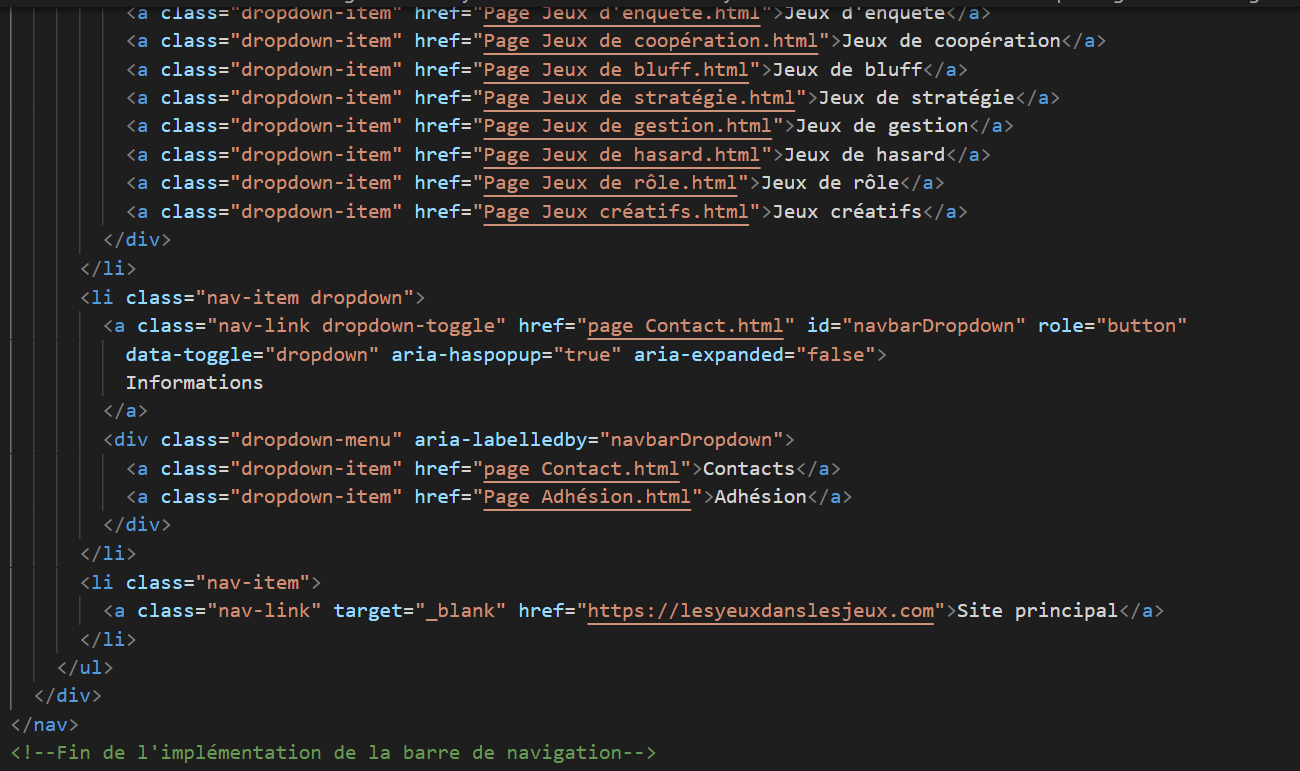 <a class="dropdown-item" href="Page Jeux d'enquete.html">Jeux d'enquete</a>
<a class="dropdown-item" href="Page Jeux de coopération.html">Jeux de coopération</a>
<a class="dropdown-item" href="Page Jeux de bluff.html">Jeux de bluff</a>
<a class="dropdown-item" href="Page Jeux de stratégie.html">Jeux de stratégie</a>
<a class="dropdown-item" href="Page Jeux de gestion.html">Jeux de gestion</a>
<a class="dropdown-item" href="Page Jeux de hasard.html">Jeux de hasard</a>
<a class="dropdown-item" href="Page Jeux de rôle.html">Jeux de rôle</a>
<a class="dropdown-item" href="Page Jeux créatifs.html">Jeux créatifs</a>
</div>
</li>
<li class="nav-item dropdown">
<a class="nav-link dropdown-toggle" href="page Contact.html" id="navbarDropdown" role="button"
data-toggle="dropdown" aria-haspopup="true" aria-expanded="false">
Informations
</a>
<div class="dropdown-menu" aria-labelledby="navbarDropdown">
<a class="dropdown-item" href="page Contact.html">Contacts</a>
<a class="dropdown-item" href="Page Adhésion.html">Adhésion</a>
</div>
</li>
<li class="nav-item">
<a class="nav-link" target="_blank" href="https://lesyeuxdanslesjeux.com">Site principal</a>
</li>
</ul>
</div>
</nav>
<!--Fin de l'implémentation de la barre de navigation-->